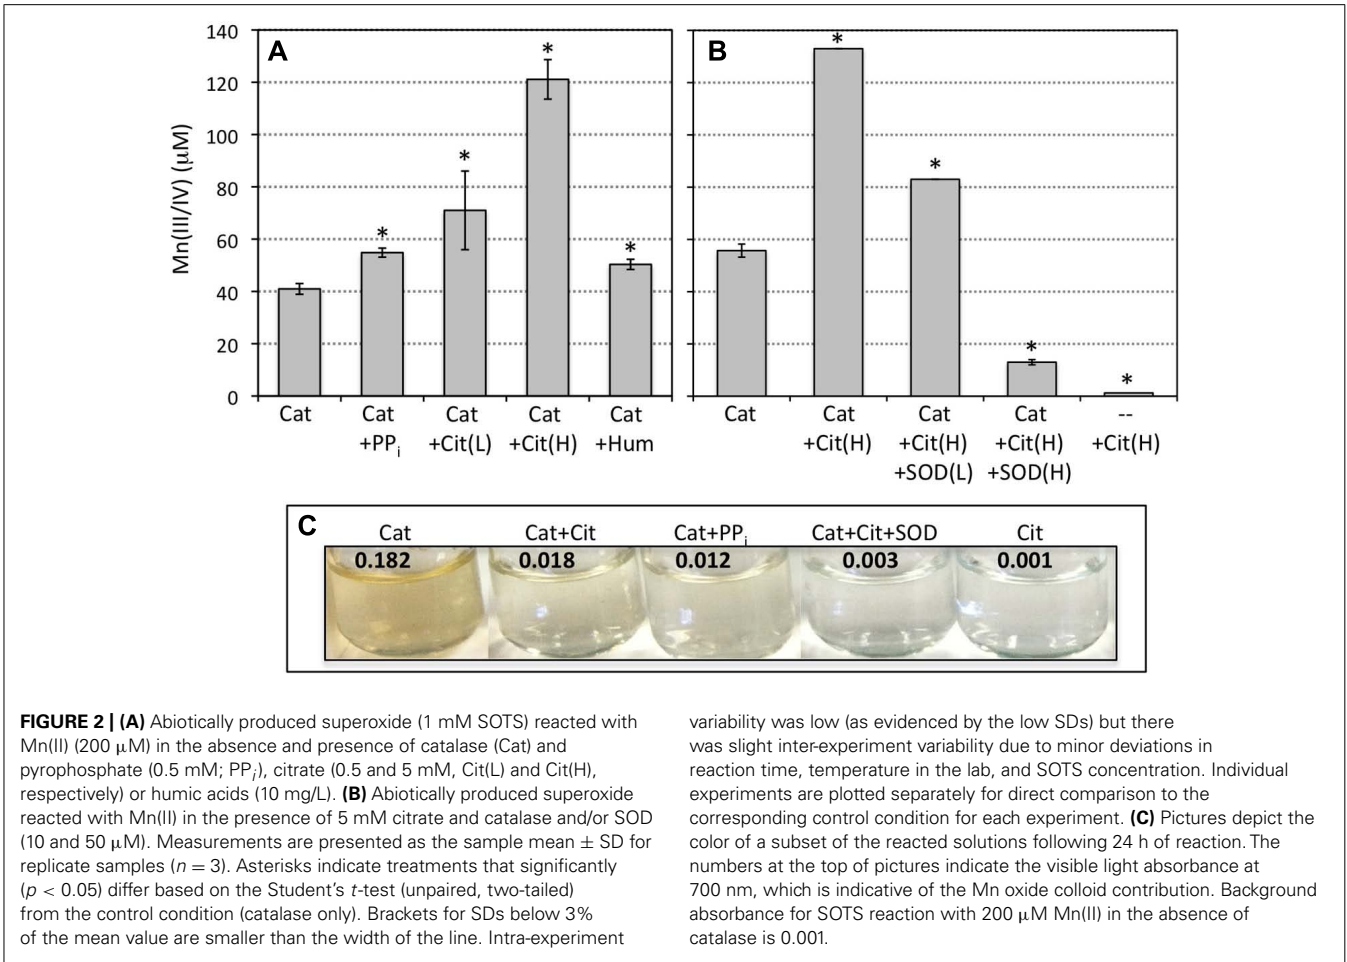 A
B
Mn(III/IV) (μM)
140
120
100
80
60
40
20
0
*
*
*
*
*
*
*
*
Cat
Cat
+PPi
Cat
+Cit(L)
Cat
+Cit(H)
Cat
+Hum
Cat
Cat
+Cit(H)
Cat
+Cit(H)
+SOD(L)
Cat
+Cit(H)
+SOD(H)
--
+Cit(H)
C
Cat
Cat+Cit
Cat+PPi
Cat+Cit+SOD
Cit
0.182
0.018
0.012
0.003
0.001
FIGURE 2 | (A) Abiotically produced superoxide (1 mM SOTS) reacted with
Mn(II) (200 μM) in the absence and presence of catalase (Cat) and
pyrophosphate (0.5 mM; PPi), citrate (0.5 and 5 mM, Cit(L) and Cit(H),
respectively) or humic acids (10 mg/L). (B) Abiotically produced superoxide
reacted with Mn(II) in the presence of 5 mM citrate and catalase and/or SOD
(10 and 50 μM). Measurements are presented as the sample mean ± SD for
replicate samples (n = 3). Asterisks indicate treatments that significantly
(p < 0.05) differ based on the Student's t-test (unpaired, two-tailed)
from the control condition (catalase only). Brackets for SDs below 3%
of the mean value are smaller than the width of the line. Intra-experiment
variability was low (as evidenced by the low SDs) but there
was slight inter-experiment variability due to minor deviations in
reaction time, temperature in the lab, and SOTS concentration. Individual
experiments are plotted separately for direct comparison to the
corresponding control condition for each experiment. (C) Pictures depict the
color of a subset of the reacted solutions following 24 h of reaction. The
numbers at the top of pictures indicate the visible light absorbance at
700 nm, which is indicative of the Mn oxide colloid contribution. Background
absorbance for SOTS reaction with 200 μM Mn(II) in the absence of
catalase is 0.001.